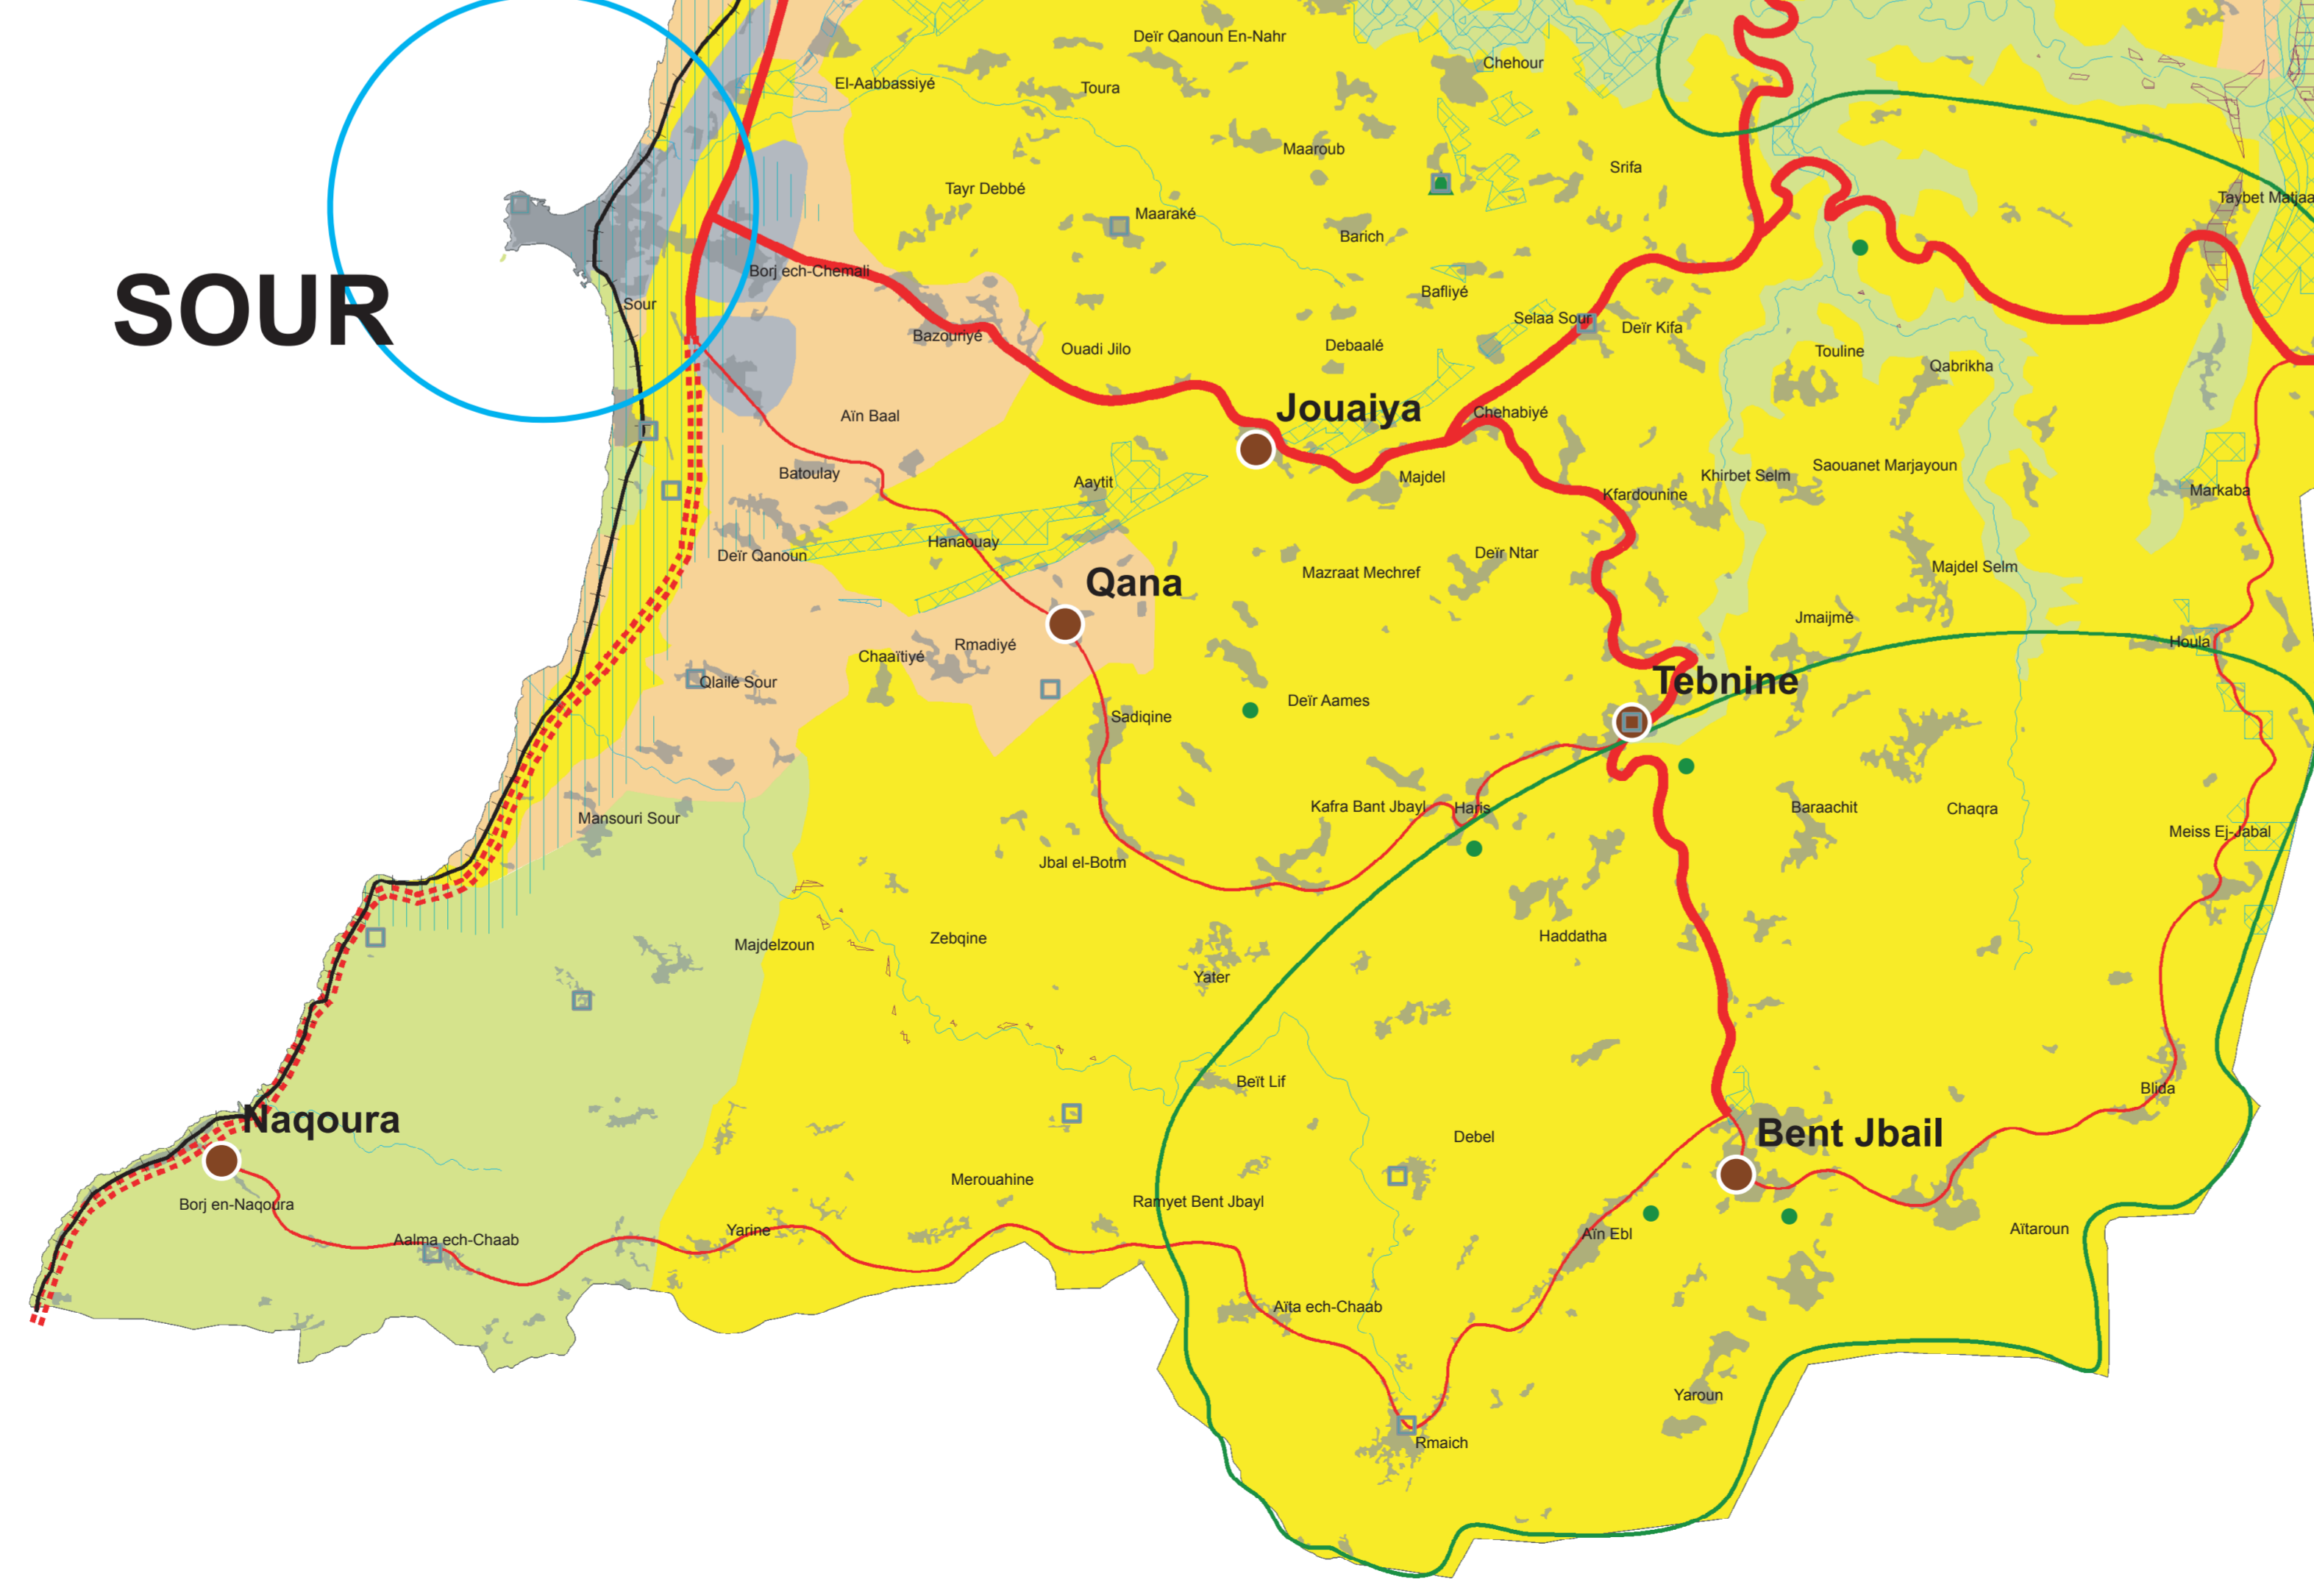 Deïr Qanoun En-Nahr
Chehour
El-Aabbassiyé
Toura
Maaroub
Srifa
Tayr Debbé
Taybet Matjaa
Maaraké
Barich
Borj ech-Chemali
Bafliyé
SOUR
Sour
Selaa Sour
Deïr Kifa
Bazouriyé
Ouadi Jilo
Debaalé
Touline
Qabrikha
Jouaiya
Chehabiyé
Aïn Baal
Batoulay
Aaytit
Majdel
Khirbet Selm
Saouanet Marjayoun
Kfardounine
Markaba
Hanaouay
Deïr Qanoun
Deïr Ntar
Mazraat Mechref
Majdel Selm
Qana
Jmaijmé
Rmadiyé
Chaaïtiyé
Houla
Qlailé Sour
Tebnine
Deïr Aames
Sadiqine
Kafra Bant Jbayl
Haris
Baraachit
Chaqra
Mansouri Sour
Meiss Ej-Jabal
Jbal el-Botm
Majdelzoun
Zebqine
Haddatha
Yater
Beït Lif
Blida
Naqoura
Debel
Bent Jbail
Merouahine
Borj en-Naqoura
Ramyet Bent Jbayl
Yarine
Aalma ech-Chaab
Aïn Ebl
Aïtaroun
Aïta ech-Chaab
Yaroun
Rmaich